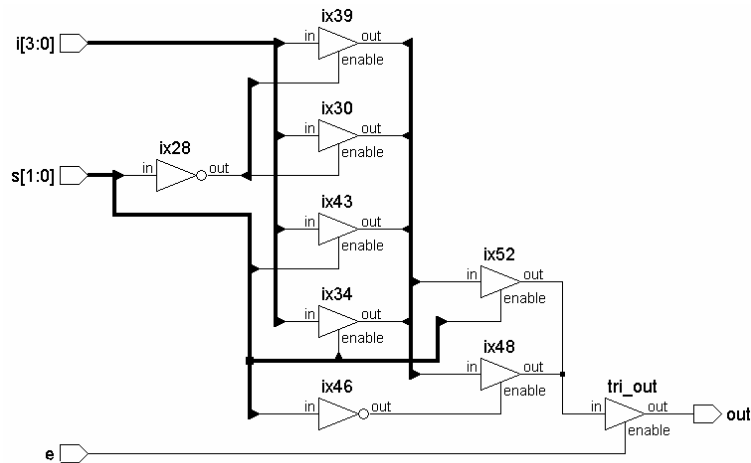 ix39
i[3:0]
in
out
enable
ix30
in
out
enable
ix28
s[1:0]
in
out
ix43
in
out
enable
ix52
in
out
enable
ix34
in
out
enable
ix48
in
out
enable
ix46
in
out
tri_out
in
out
out
enable
e